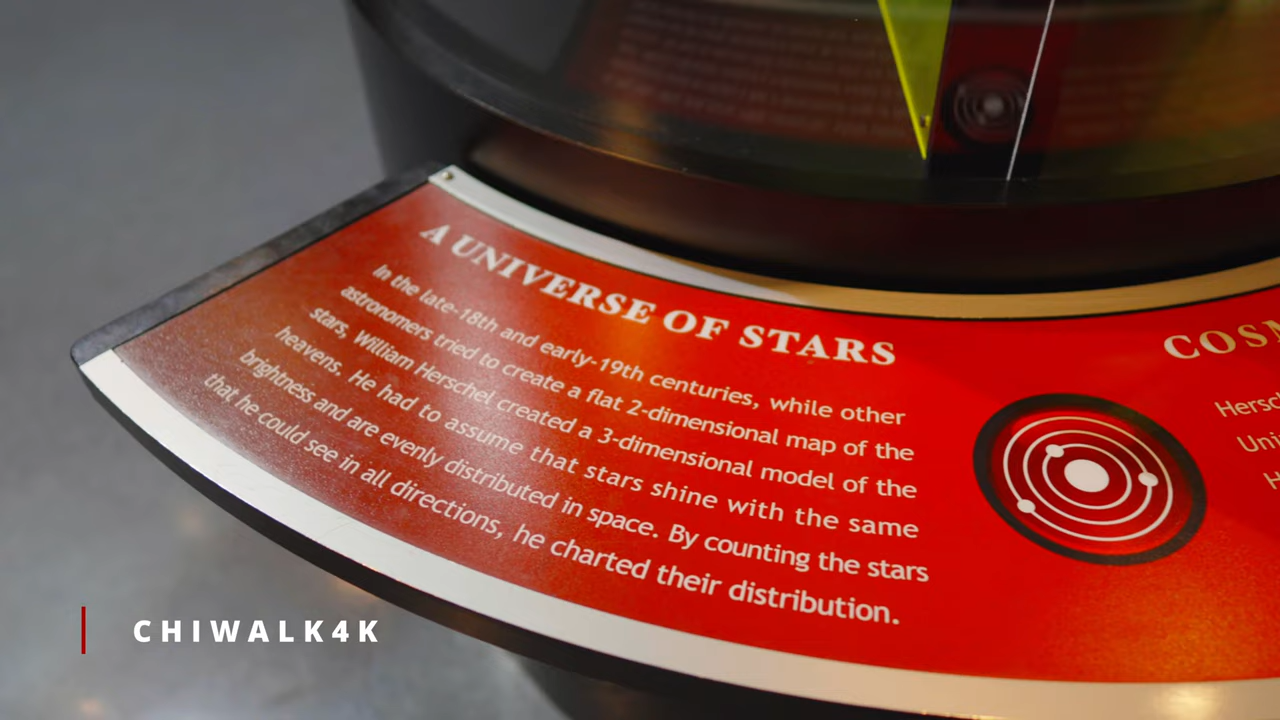 A UNIVERSE OF STARS
In the late-18th and early-19th centuries, while other
astronomers tried to create a flat 2-dimensional map of the
stars, William Herschel created a 3-dimensional model of the
heavens. He had to assume that stars shine with the same
brightness and are evenly distributed in space. By counting the stars
that he could see in all directions, he charted their distribution.
CHIWALK4K